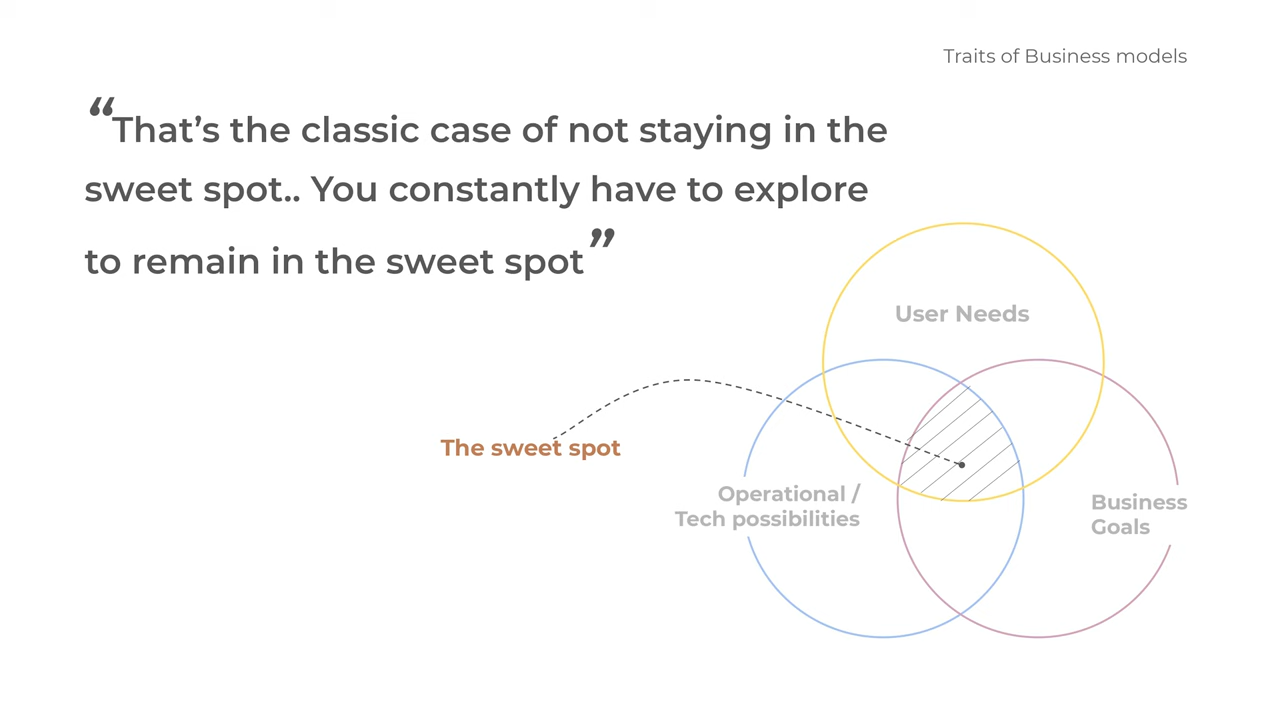 Traits of Business models
“That’s the classic case of not staying in the
sweet spot.. You constantly have to explore
to remain in the sweet spot”
User Needs
The sweet spot
Operational /
Tech possibilities
Business
Goals